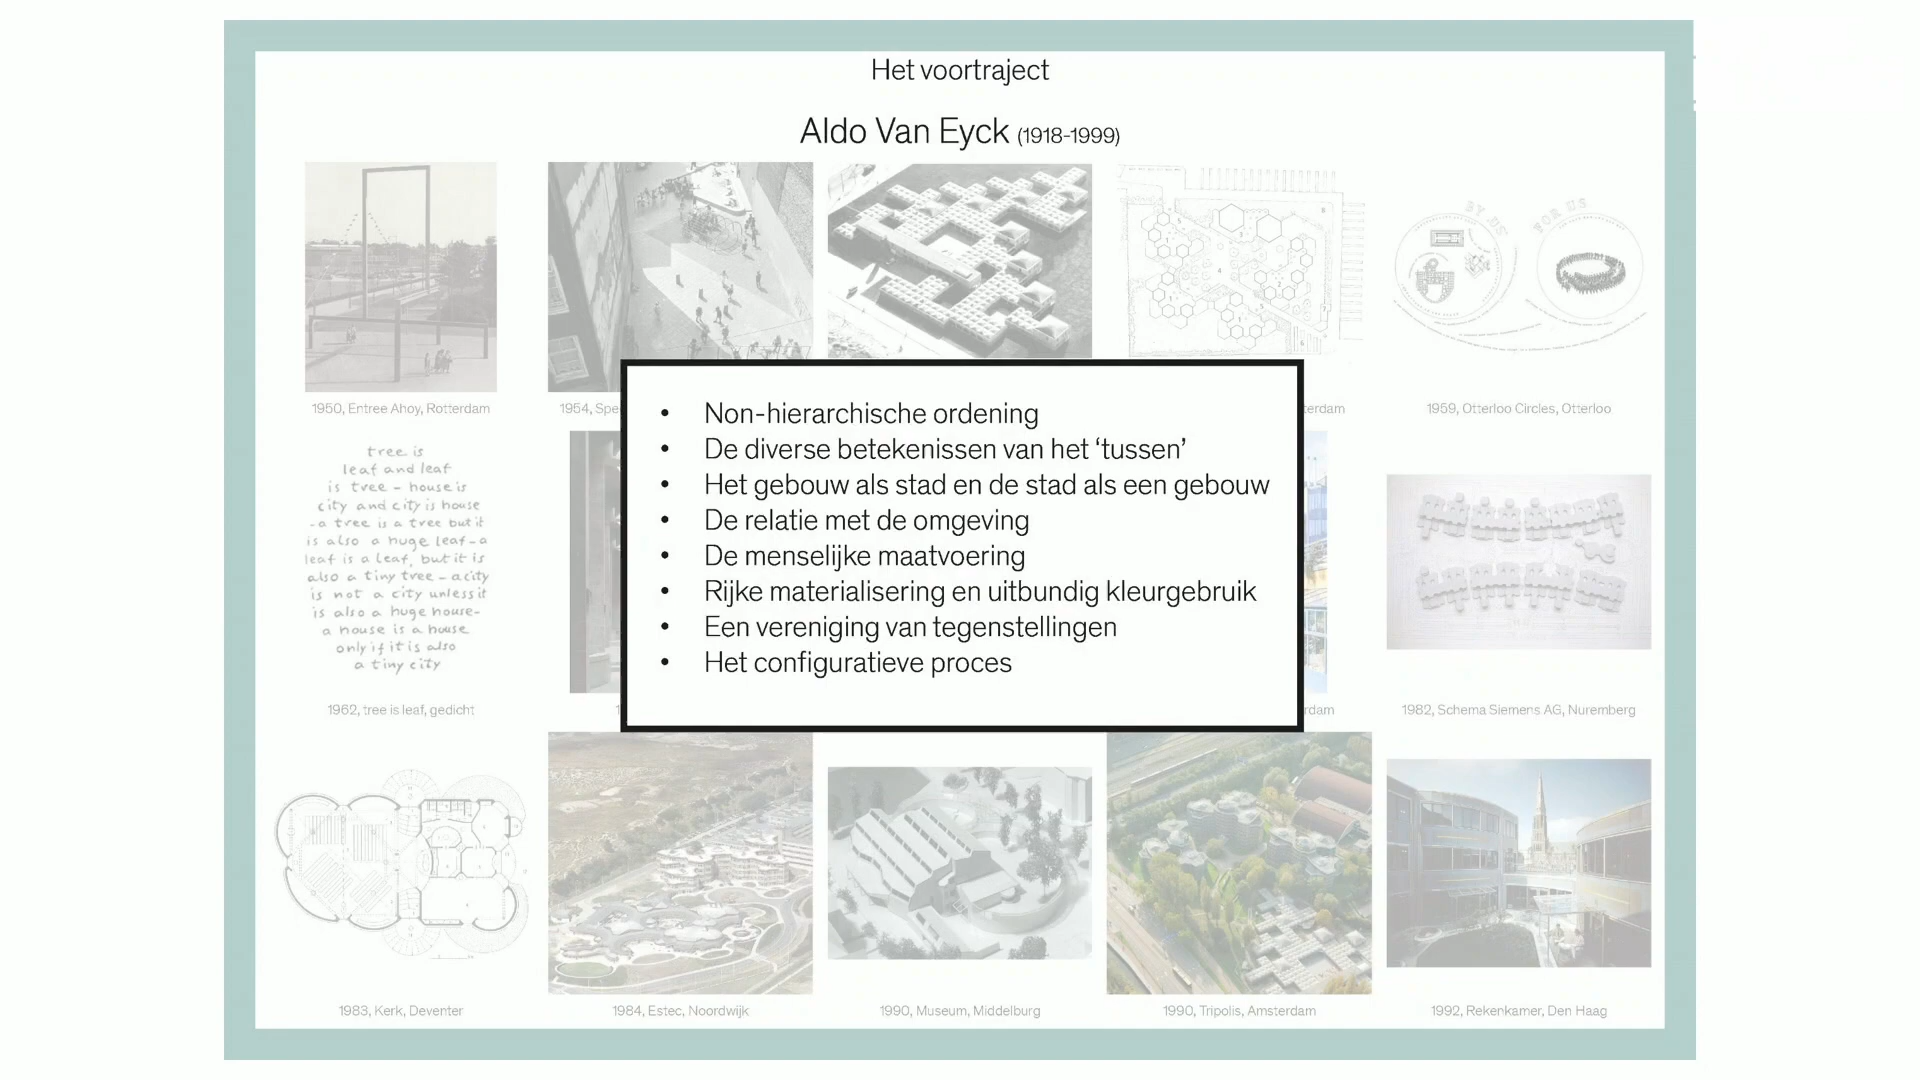 Het voortraject
Aldo Van Eyck (1918-1999)
BY US
FOR US
1950, Entree Ahoy, Rotterdam
1954, Spe
terdam
1959, Otterloo Circles, Otterloo
• Non-hierarchische ordening
• De diverse betekenissen van het ‘tussen’
• Het gebouw als stad en de stad als een gebouw
• De relatie met de omgeving
• De menselijke maatvoering
• Rijke materialisering en uitbundig kleurgebruik
• Een vereniging van tegenstellingen
• Het configuratieve proces
tree is
leaf and leaf
is tree – house is
city and city is house
– a tree is a tree but it
is also a huge leaf – a
leaf is a leaf, but it is
also a tiny tree – a city
is not a city unless it
is also a huge house –
a house is a house
only if it is also
a tiny city
1962, tree is leaf, gedicht
rdam
1982, Schema Siemens AG, Nuremberg
1983, Kerk, Deventer
1984, Estec, Noordwijk
1990, Museum, Middelburg
1990, Tripolis, Amsterdam
1992, Rekenkamer, Den Haag